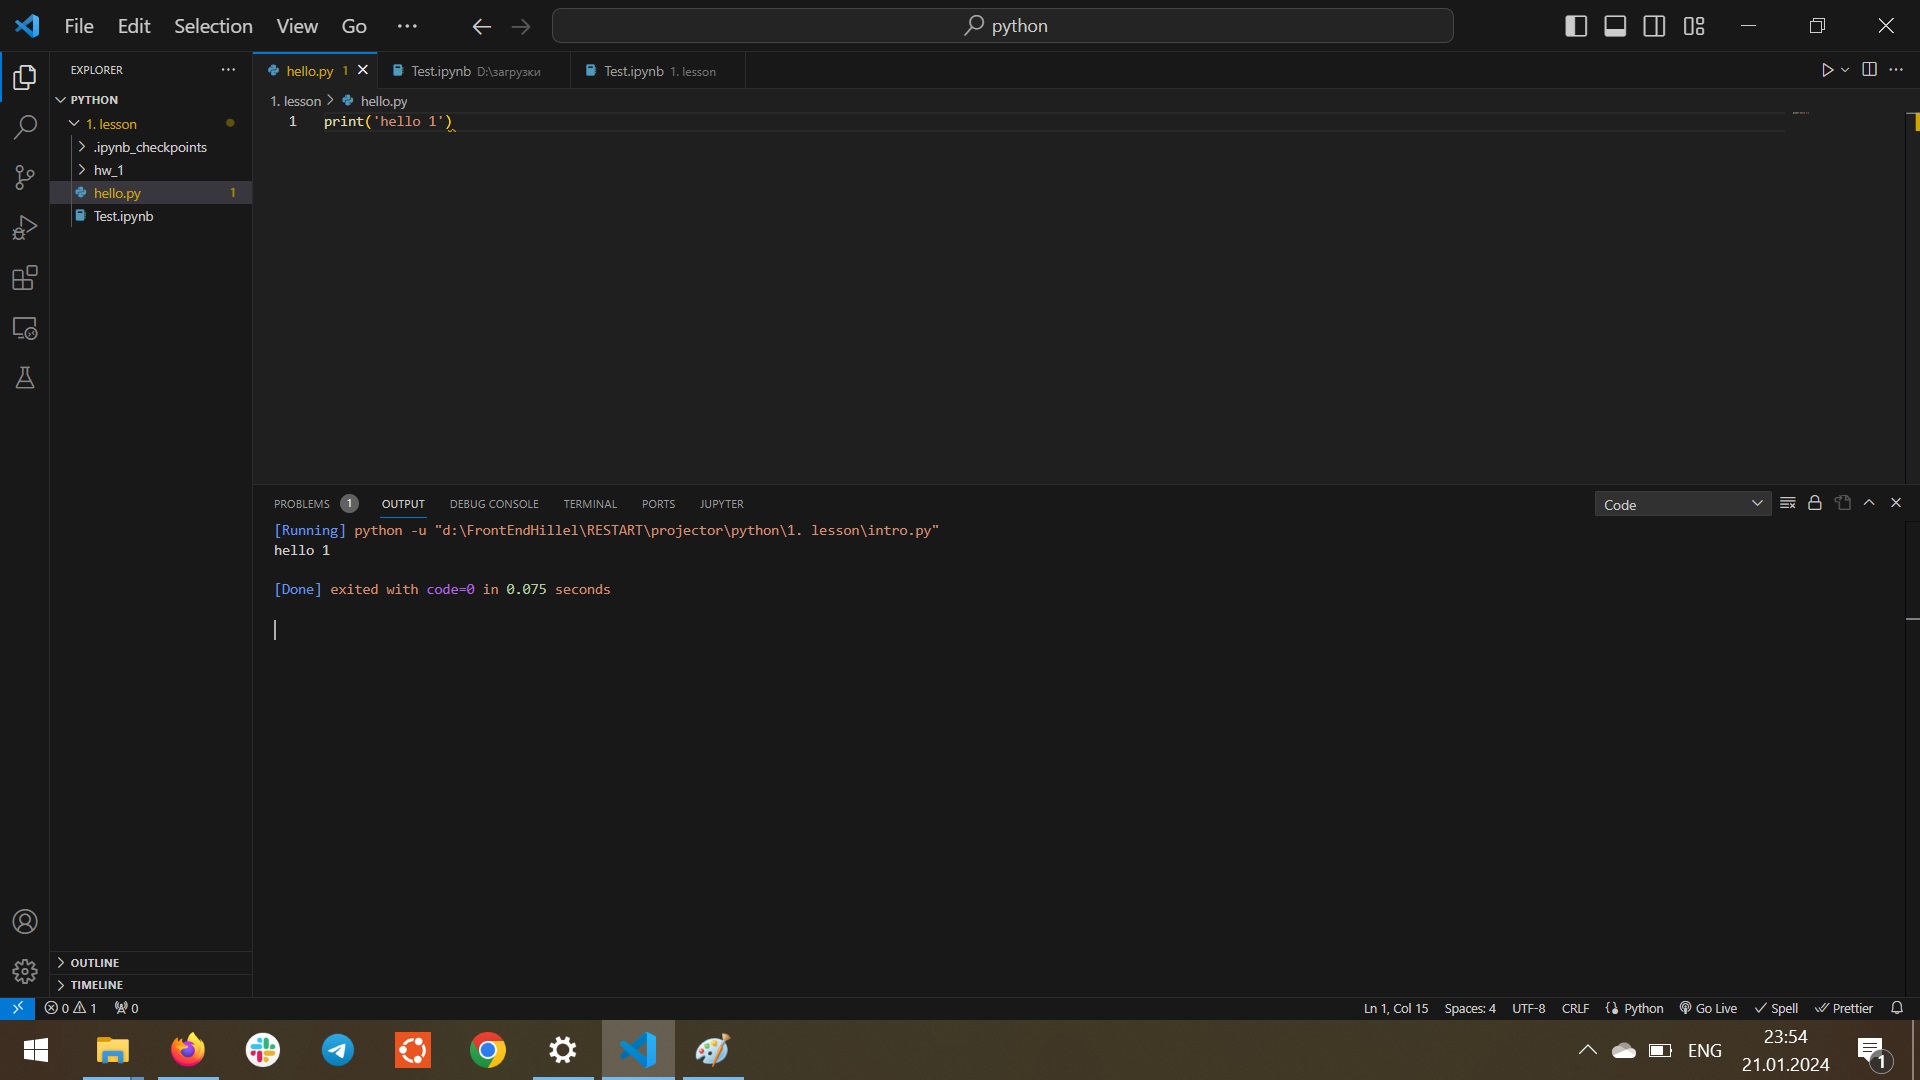 File Edit Selection View Go
python
EXPLORER
PYTHON
1. lesson
.ipynb_checkpoints
hw_1
hello.py 1
Test.ipynb
OUTLINE
TIMELINE
hello.py 1
Test.ipynb D:\загрузки
Test.ipynb 1. lesson
1. lesson > hello.py
1 print('hello 1')
PROBLEMS 1 OUTPUT DEBUG CONSOLE TERMINAL PORTS JUPYTER
Code
[Running] python -u "d:\FrontEndHillel\RESTART\projector\python\1. lesson\intro.py"
hello 1
[Done] exited with code=0 in 0.075 seconds
0 1 0
Ln 1, Col 15 Spaces: 4 UTF-8 CRLF Python Go Live Spell Prettier
ENG
23:54
21.01.2024
1